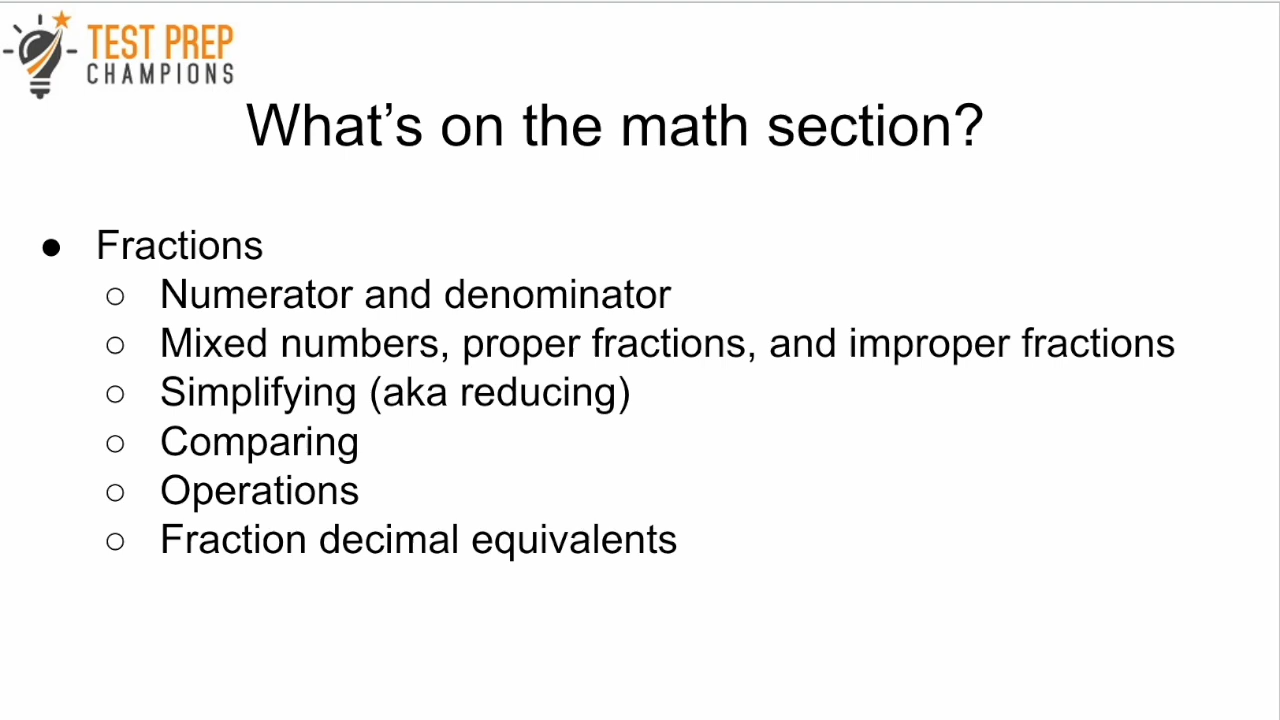 TEST PREP
CHAMPIONS
What’s on the math section?
● Fractions
○ Numerator and denominator
○ Mixed numbers, proper fractions, and improper fractions
○ Simplifying (aka reducing)
○ Comparing
○ Operations
○ Fraction decimal equivalents